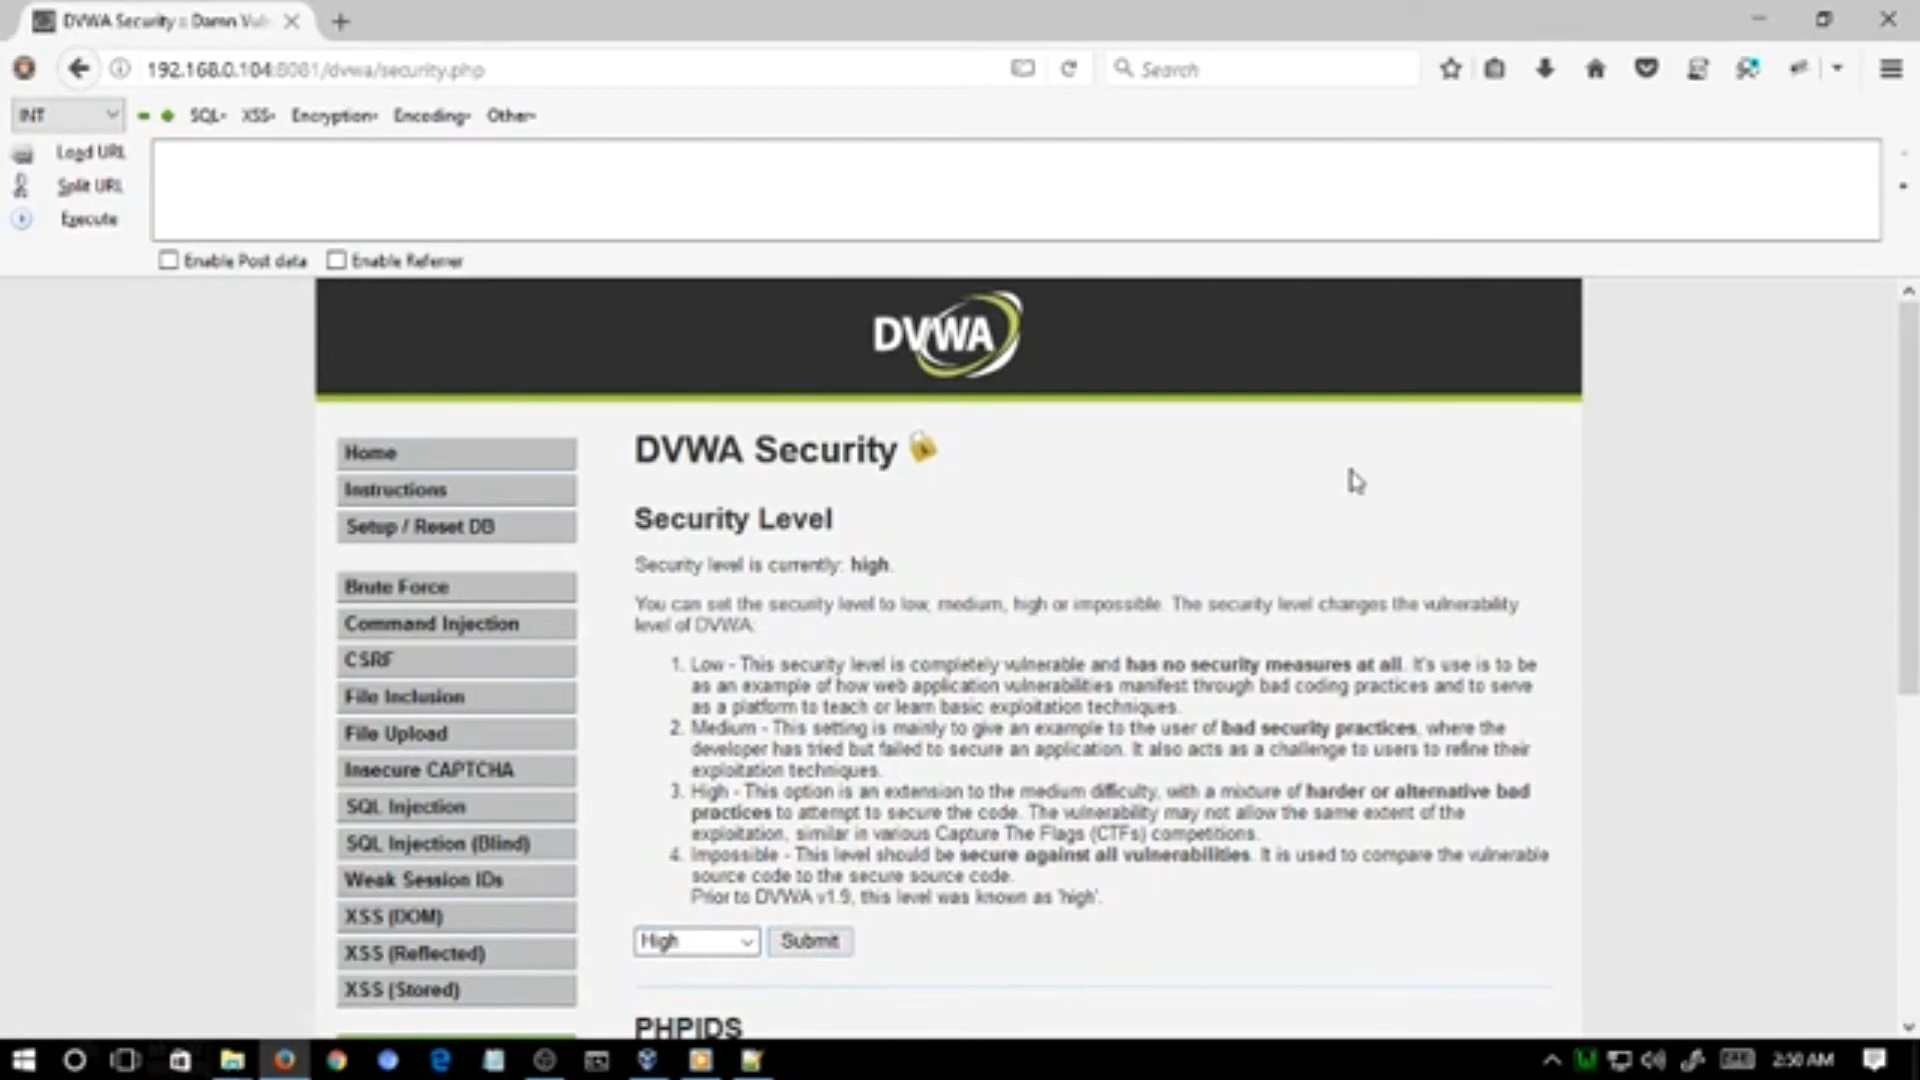 DVWA Security :: Damn Vuln
192.168.0.104:8081/dvwa/security.php
Search
INT
SQL-
XSS-
Encryption-
Encoding-
Other-
Load URL
Split URL
Execute
Enable Post data
Enable Referrer
DVWA
Home
Instructions
Setup / Reset DB
Brute Force
Command Injection
CSRF
File Inclusion
File Upload
Insecure CAPTCHA
SQL Injection
SQL Injection (Blind)
Weak Session IDs
XSS (DOM)
XSS (Reflected)
XSS (Stored)
DVWA Security
Security Level
Security level is currently: high.
You can set the security level to low, medium, high or impossible. The security level changes the vulnerability
level of DVWA:
1. Low - This security level is completely vulnerable and has no security measures at all. It's use is to be
as an example of how web application vulnerabilities manifest through bad coding practices and to serve
as a platform to teach or learn basic exploitation techniques.
2. Medium - This setting is mainly to give an example to the user of bad security practices, where the
developer has tried but failed to secure an application. It also acts as a challenge to users to refine their
exploitation techniques.
3. High - This option is an extension to the medium difficulty, with a mixture of harder or alternative bad
practices to attempt to secure the code. The vulnerability may not allow the same extent of the
exploitation, similar in various Capture The Flags (CTFs) competitions.
4. Impossible - This level should be secure against all vulnerabilities. It is used to compare the vulnerable
source code to the secure source code.
Prior to DVWA v1.9, this level was known as 'high'.
High
Submit
PHPIDS
2:50 AM